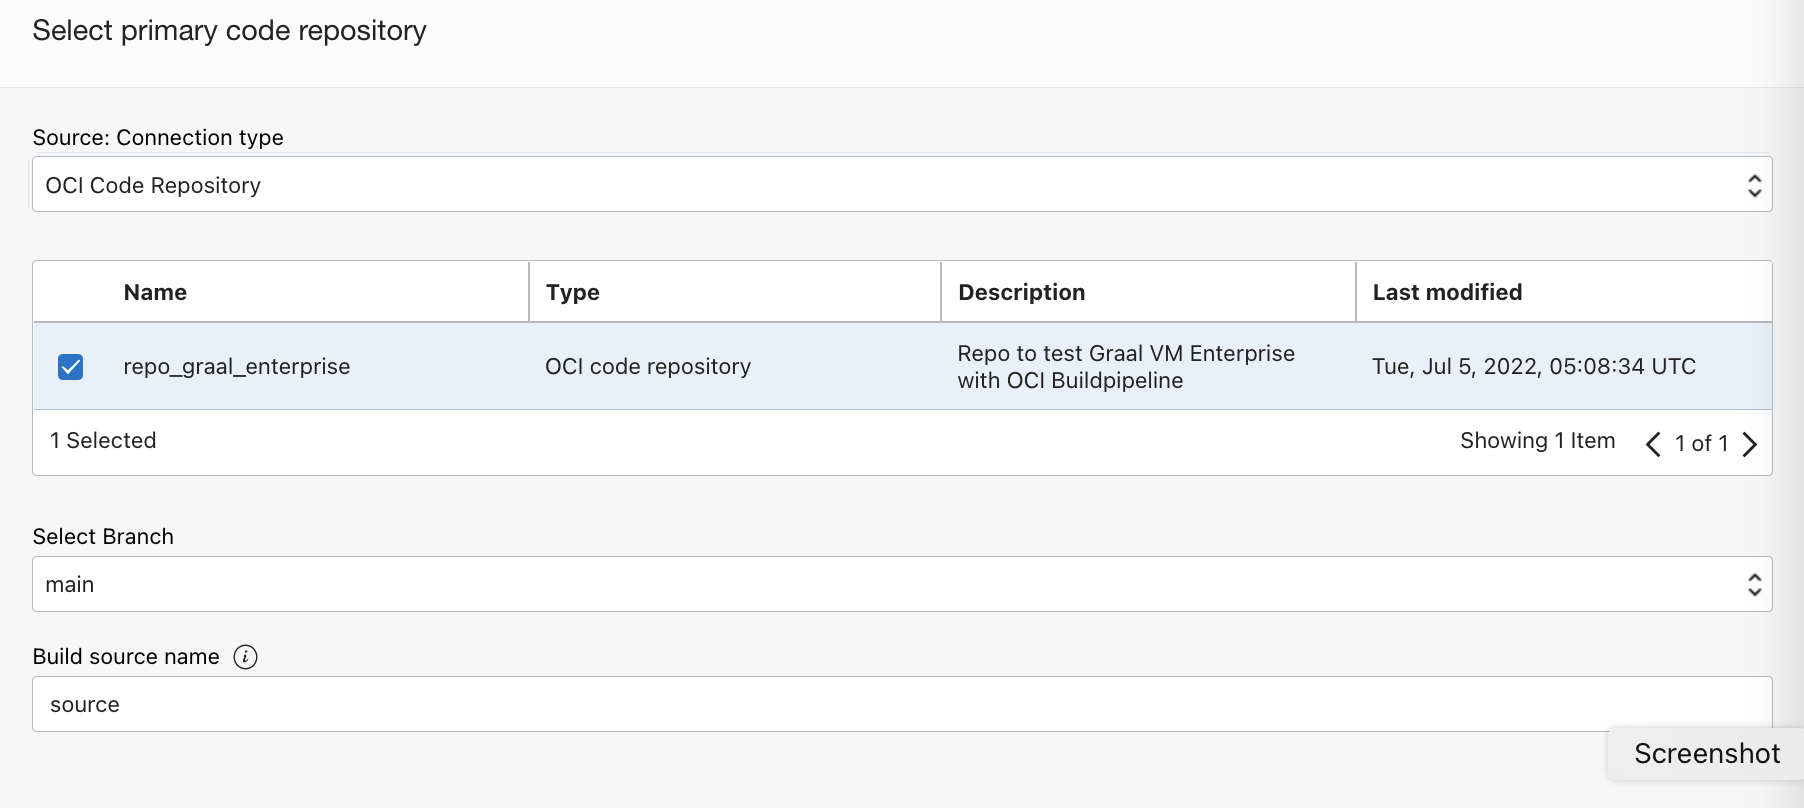 Select primary code repository
Source: Connection type
OCI Code Repository
Name Type Description Last modified
repo_graal_enterprise OCI code repository Repo to test Graal VM Enterprise Tue, Jul 5, 2022, 05:08:34 UTC
with OCI Buildpipeline
1 Selected Showing 1 Item 1 of 1
Select Branch
main
Build source name i
source
Screenshot